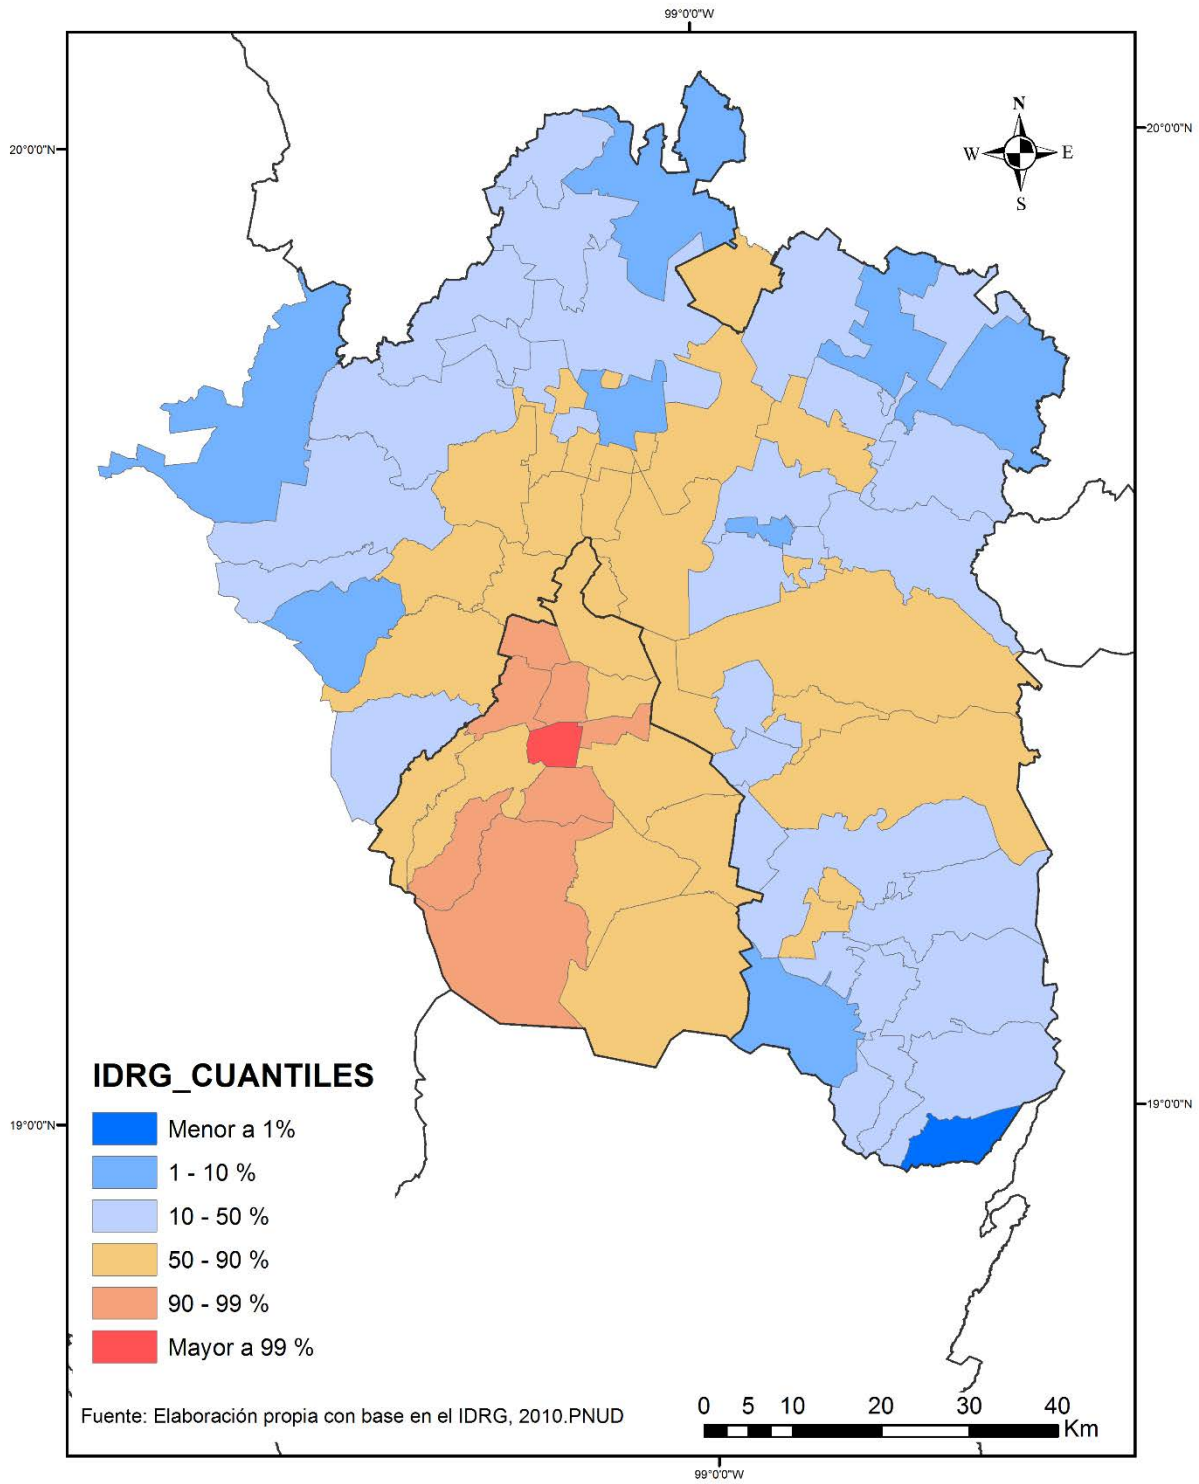 99°0'0"W
20°0'0"N
20°0'0"N
N
W
E
S
IDRG_CUANTILES
Menor a 1%
1 - 10 %
10 - 50 %
50 - 90 %
90 - 99 %
Mayor a 99 %
19°0'0"N
19°0'0"N
Fuente: Elaboración propia con base en el IDRG, 2010.PNUD
0 5 10 20 30 40
Km
99°0'0"W